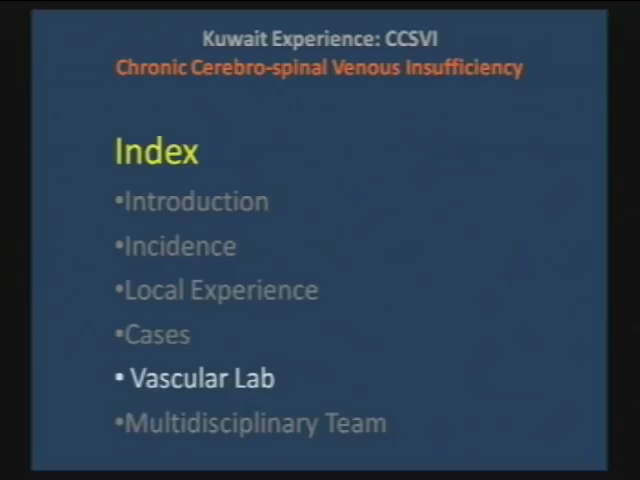 Kuwait Experience: CCSVI
Chronic Cerebro-spinal Venous Insufficiency
Index
•Introduction
•Incidence
•Local Experience
•Cases
• Vascular Lab
•Multidisciplinary Team